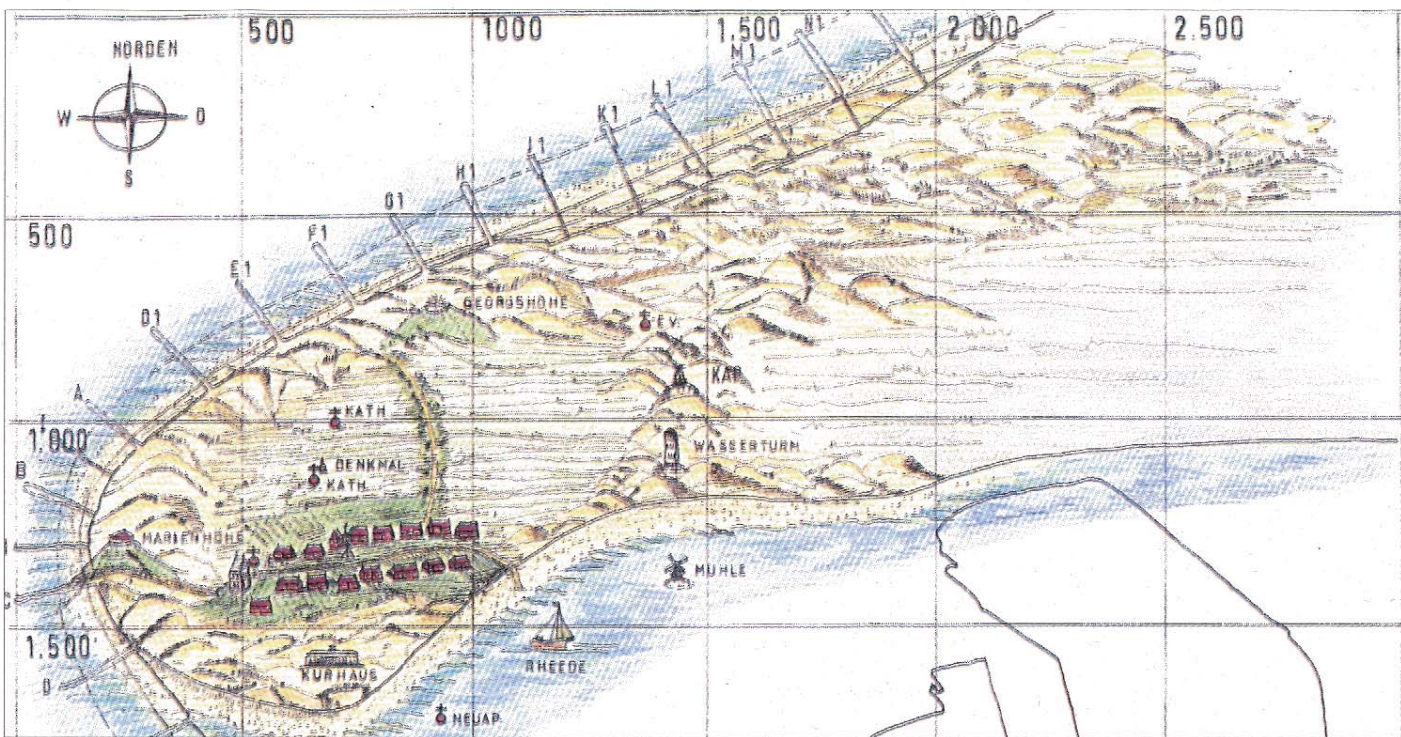 500
1000
1.500
2.000
2.500
NORDEN
W
O
S
N1
M1
L1
K1
J1
H1
G1
F1
E1
D1
500
GEORGSHÖHE
EV.
KAP
A
KATH
1.000
WASSERTURM
DENKMAL
KATH.
B
MARIENHÖHE
MÜHLE
1.500
RHEEDE
KURHAUS
D
NEUAP